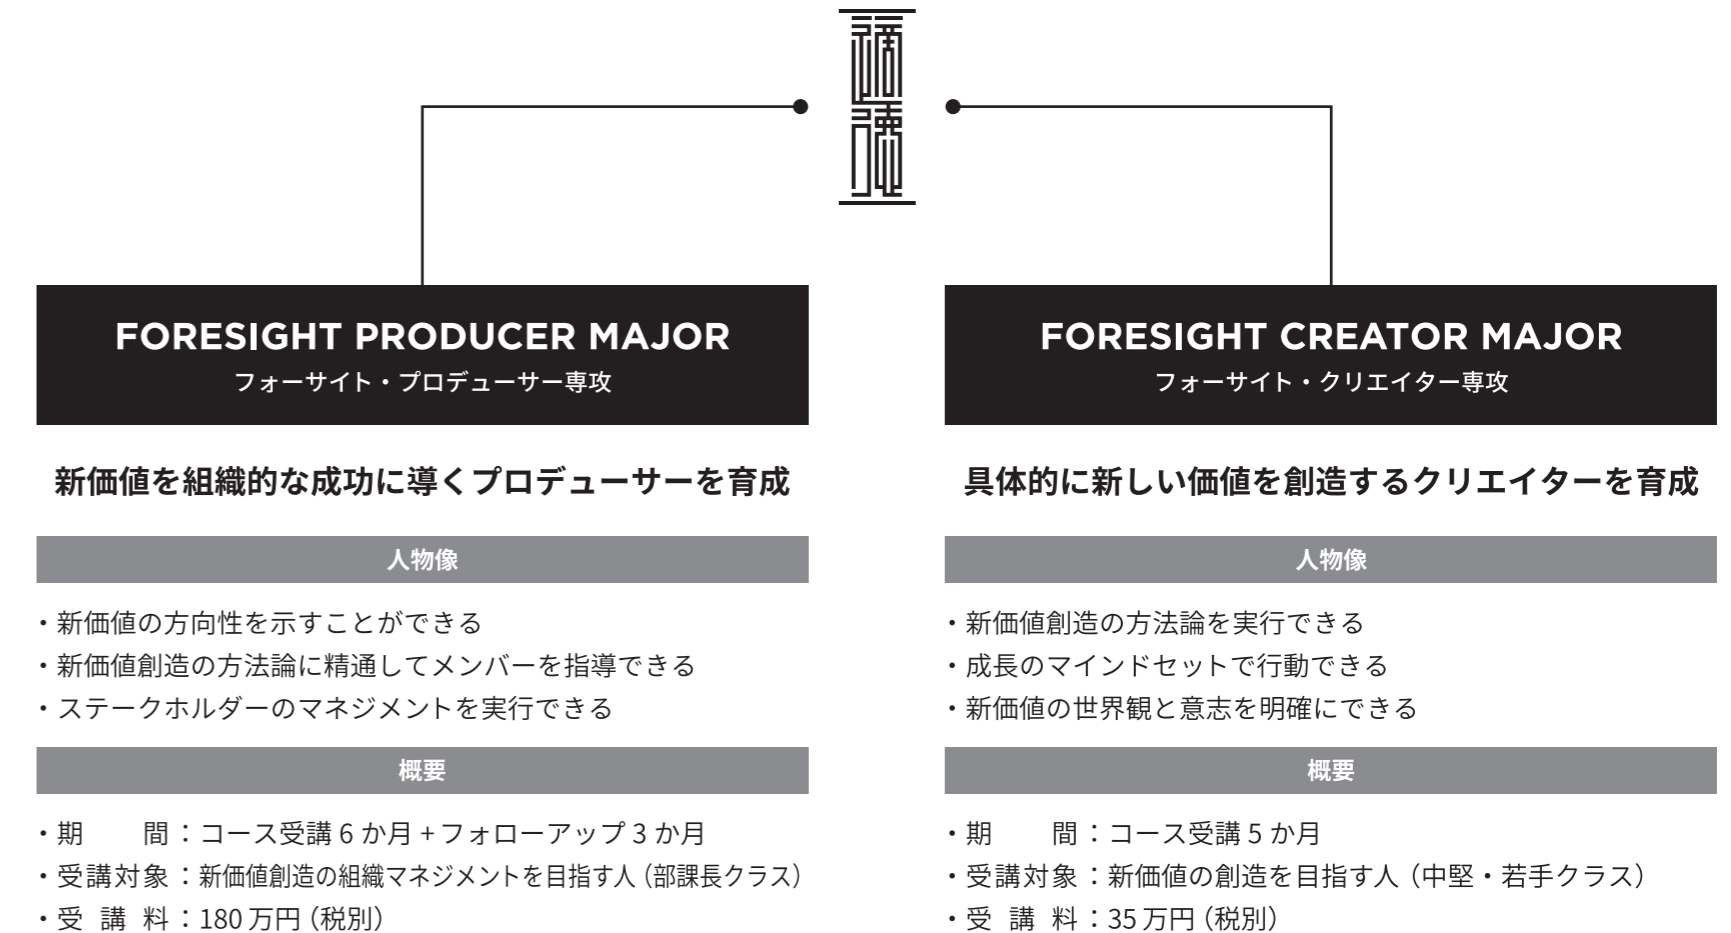 FORESIGHT PRODUCER MAJOR
フォーサイト・プロデューサー専攻
新価値を組織的な成功に導くプロデューサーを育成
人物像
・新価値の方向性を示すことができる
・新価値創造の方法論に精通してメンバーを指導できる
・ステークホルダーのマネジメントを実行できる
概要
・期　　間：コース受講 6 か月 + フォローアップ 3 か月
・受講対象：新価値創造の組織マネジメントを目指す人（部課長クラス）
・受 講 料：180 万円（税別）
FORESIGHT CREATOR MAJOR
フォーサイト・クリエイター専攻
具体的に新しい価値を創造するクリエイターを育成
人物像
・新価値創造の方法論を実行できる
・成長のマインドセットで行動できる
・新価値の世界観と意志を明確にできる
概要
・期　　間：コース受講 5 か月
・受講対象：新価値の創造を目指す人（中堅・若手クラス）
・受 講 料：35 万円（税別）